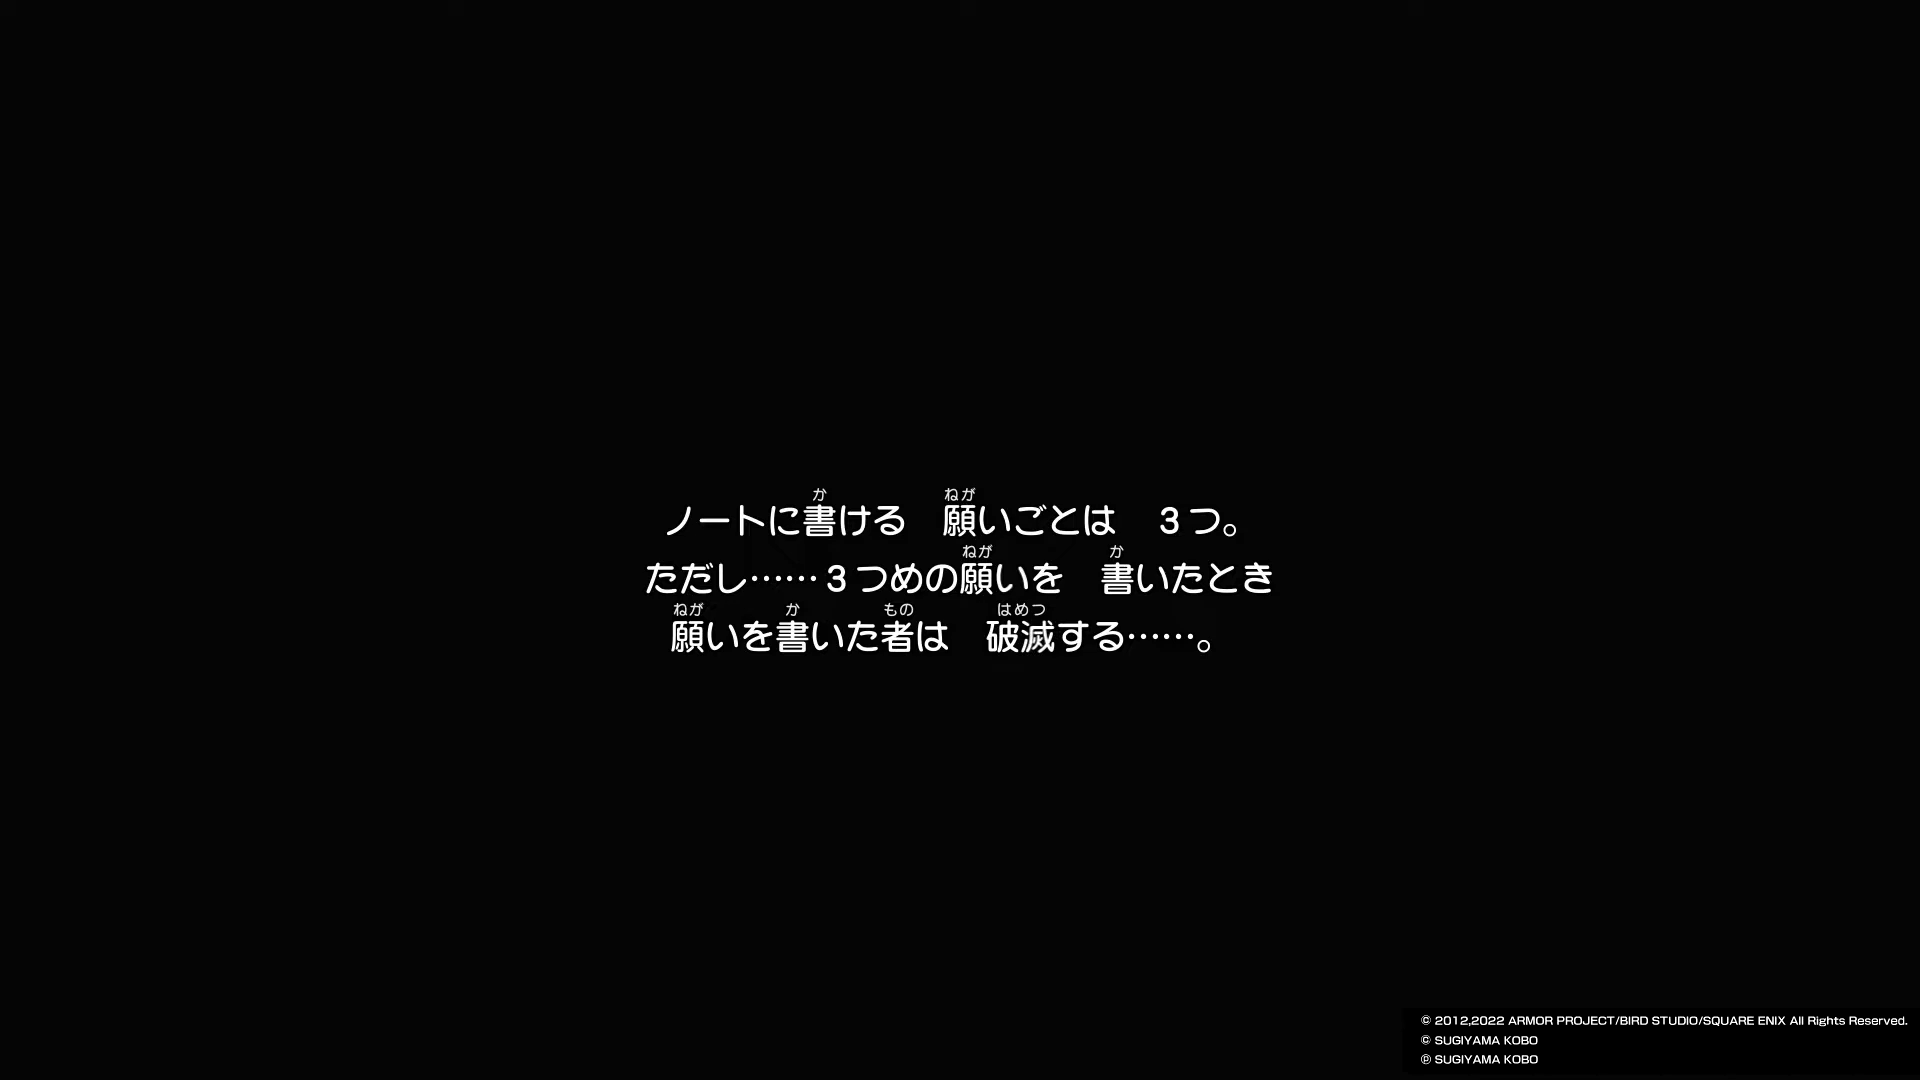 ノートに書ける　願いごとは　３つ。
ただし……３つめの願いを　書いたとき
願いを書いた者は　破滅する……。
© 2012,2022 ARMOR PROJECT/BIRD STUDIO/SQUARE ENIX All Rights Reserved.
© SUGIYAMA KOBO
℗ SUGIYAMA KOBO